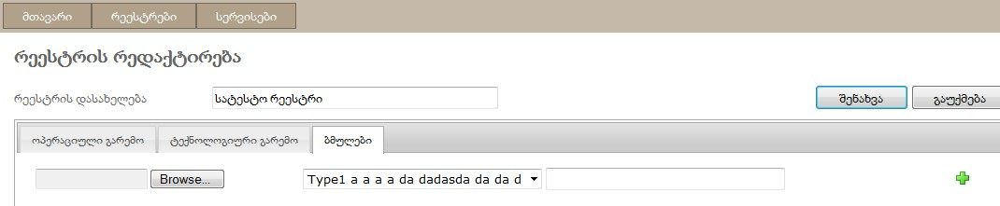 მთავარი რეესტრები სერვისები
რეესტრის რედაქტირება
რეესტრის დასახელება სატესტო რეესტრი შენახვა გაუქმება
ოპერაციული გარემო ტექნოლოგიური გარემო ბმულები
Browse... Type1 a a a a da dadasda da da d